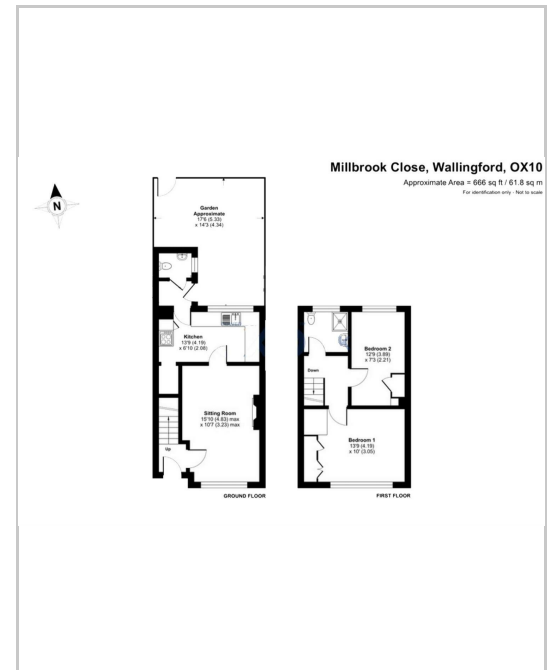 Millbrook Close, Wallingford, OX10
Approximate Area = 666 sq ft / 61.8 sq m
For identification only - Not to scale
N
Garden
Approximate
17'6 (5.33)
x 14'3 (4.34)
Kitchen
13'9 (4.19)
x 6'10 (2.08)
Sitting Room
15'10 (4.83) max
x 10'7 (3.23) max
Up
GROUND FLOOR
Bedroom 2
12'9 (3.89)
x 7'3 (2.21)
Down
Bedroom 1
13'9 (4.19)
x 10' (3.05)
FIRST FLOOR